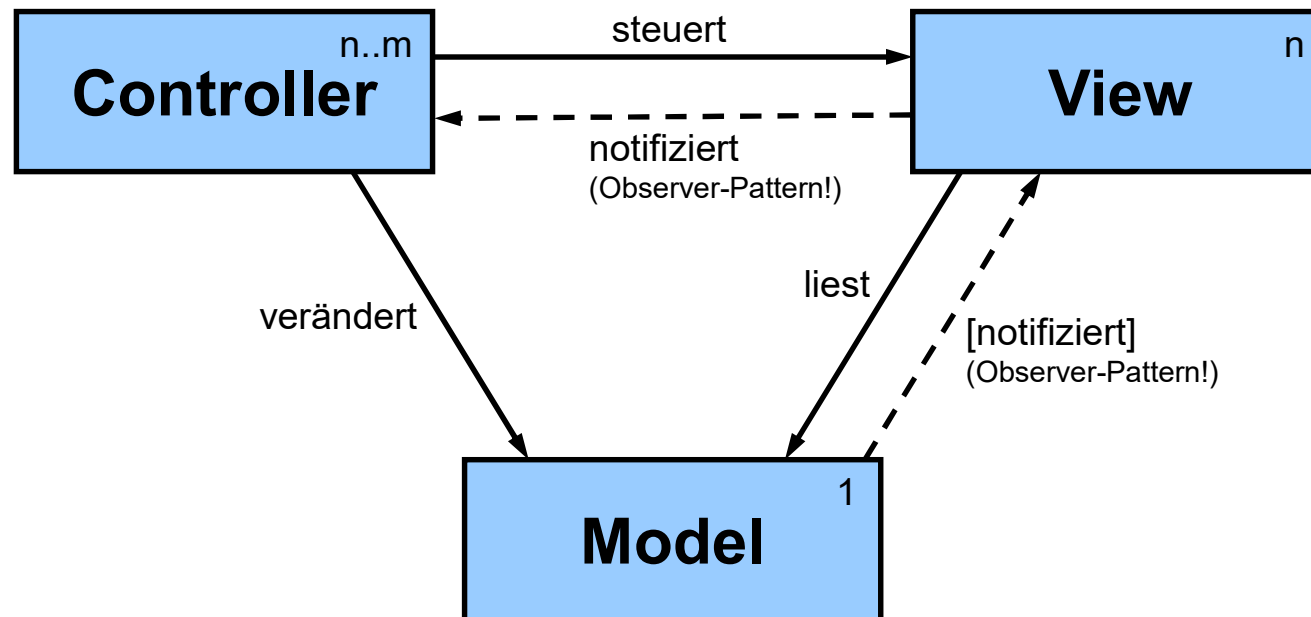 steuert
n..m
Controller
n
View
notifiziert
(Observer-Pattern!)
liest
verändert
[notifiziert]
(Observer-Pattern!)
1
Model